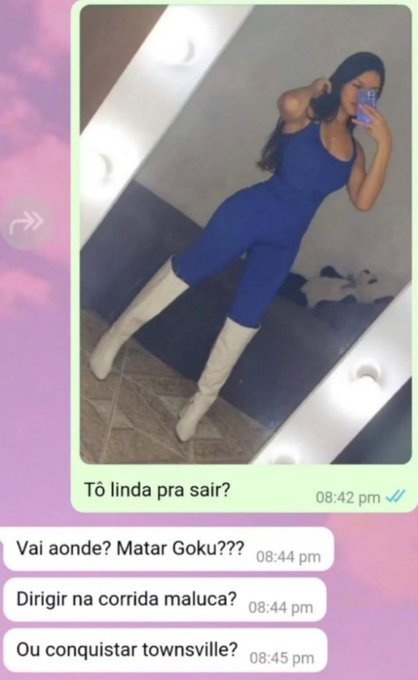 Tô linda pra sair?
08:42 pm
Vai aonde? Matar Goku???
08:44 pm
Dirigir na corrida maluca?
08:44 pm
Ou conquistar townsville?
08:45 pm